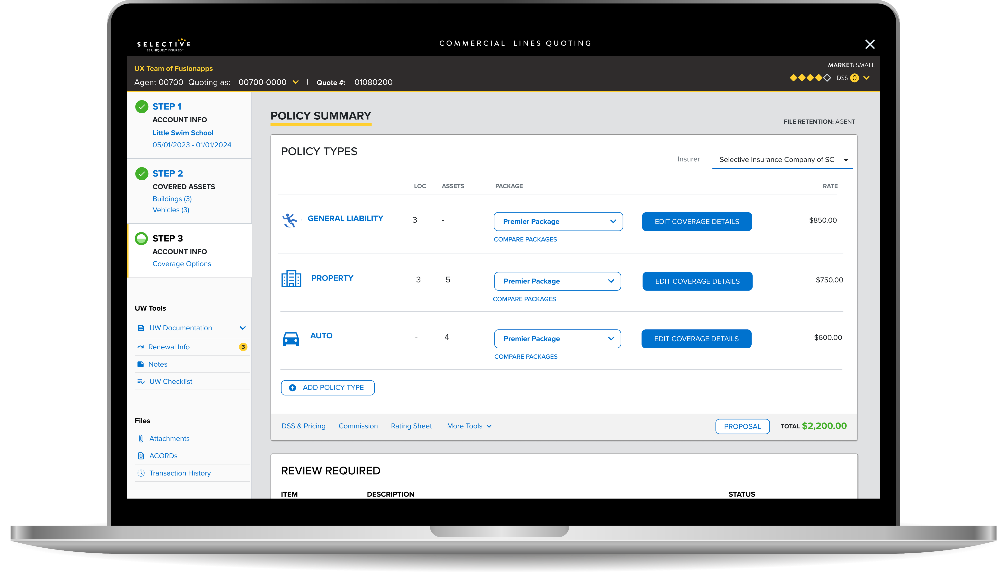 SELECTIVE
BE UNIQUELY INSURED℠
COMMERCIAL LINES QUOTING
UX Team of Fusionapps
Agent 00700 Quoting as: 00700-0000 | Quote #: 01080200
MARKET: SMALL
DSS 0
STEP 1
ACCOUNT INFO
Little Swim School
05/01/2023 - 01/01/2024
STEP 2
COVERED ASSETS
Buildings (3)
Vehicles (3)
STEP 3
ACCOUNT INFO
Coverage Options
UW Tools
UW Documentation
Renewal Info 3
Notes
UW Checklist
Files
Attachments
ACORDs
Transaction History
POLICY SUMMARY
FILE RETENTION: AGENT
POLICY TYPES
Insurer Selective Insurance Company of SC
LOC ASSETS PACKAGE RATE
GENERAL LIABILITY 3 - Premier Package EDIT COVERAGE DETAILS $850.00
COMPARE PACKAGES
PROPERTY 3 5 Premier Package EDIT COVERAGE DETAILS $750.00
COMPARE PACKAGES
AUTO - 4 Premier Package EDIT COVERAGE DETAILS $600.00
COMPARE PACKAGES
ADD POLICY TYPE
DSS & Pricing Commission Rating Sheet More Tools PROPOSAL TOTAL $2,200.00
REVIEW REQUIRED
ITEM DESCRIPTION STATUS